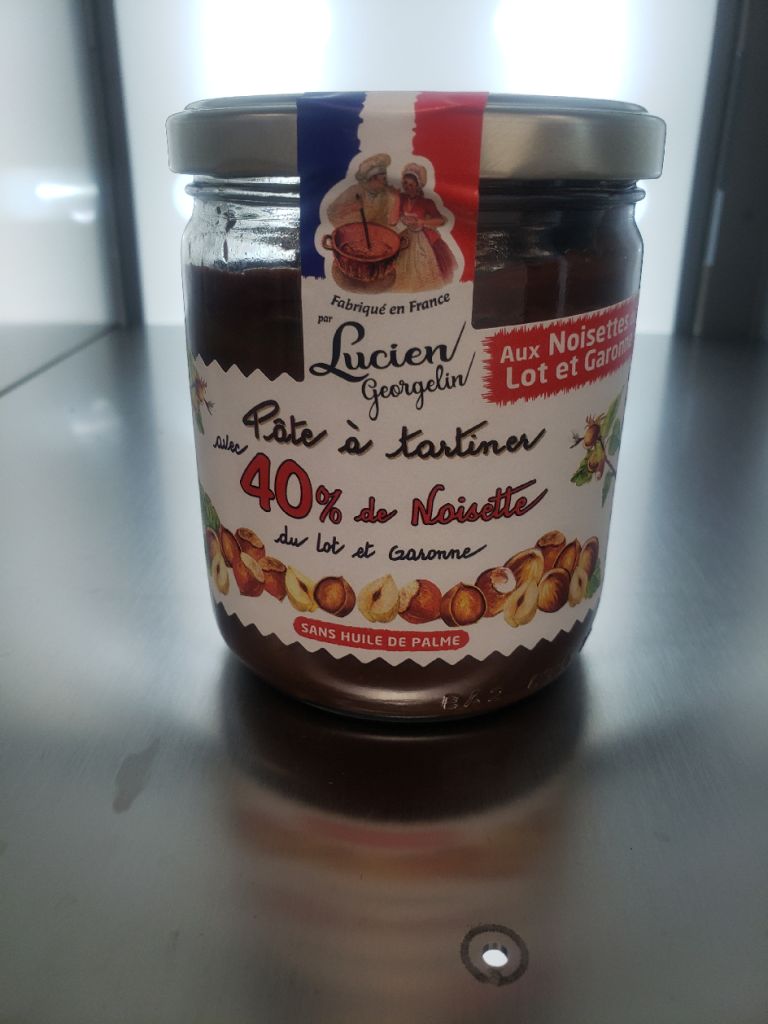 Fabriqué en France
par
Lucien
Georgelin
Aux Noisettes
Lot et Garonne
Pâte à tartiner
avec
40% de Noisette
du Lot et Garonne
SANS HUILE DE PALME